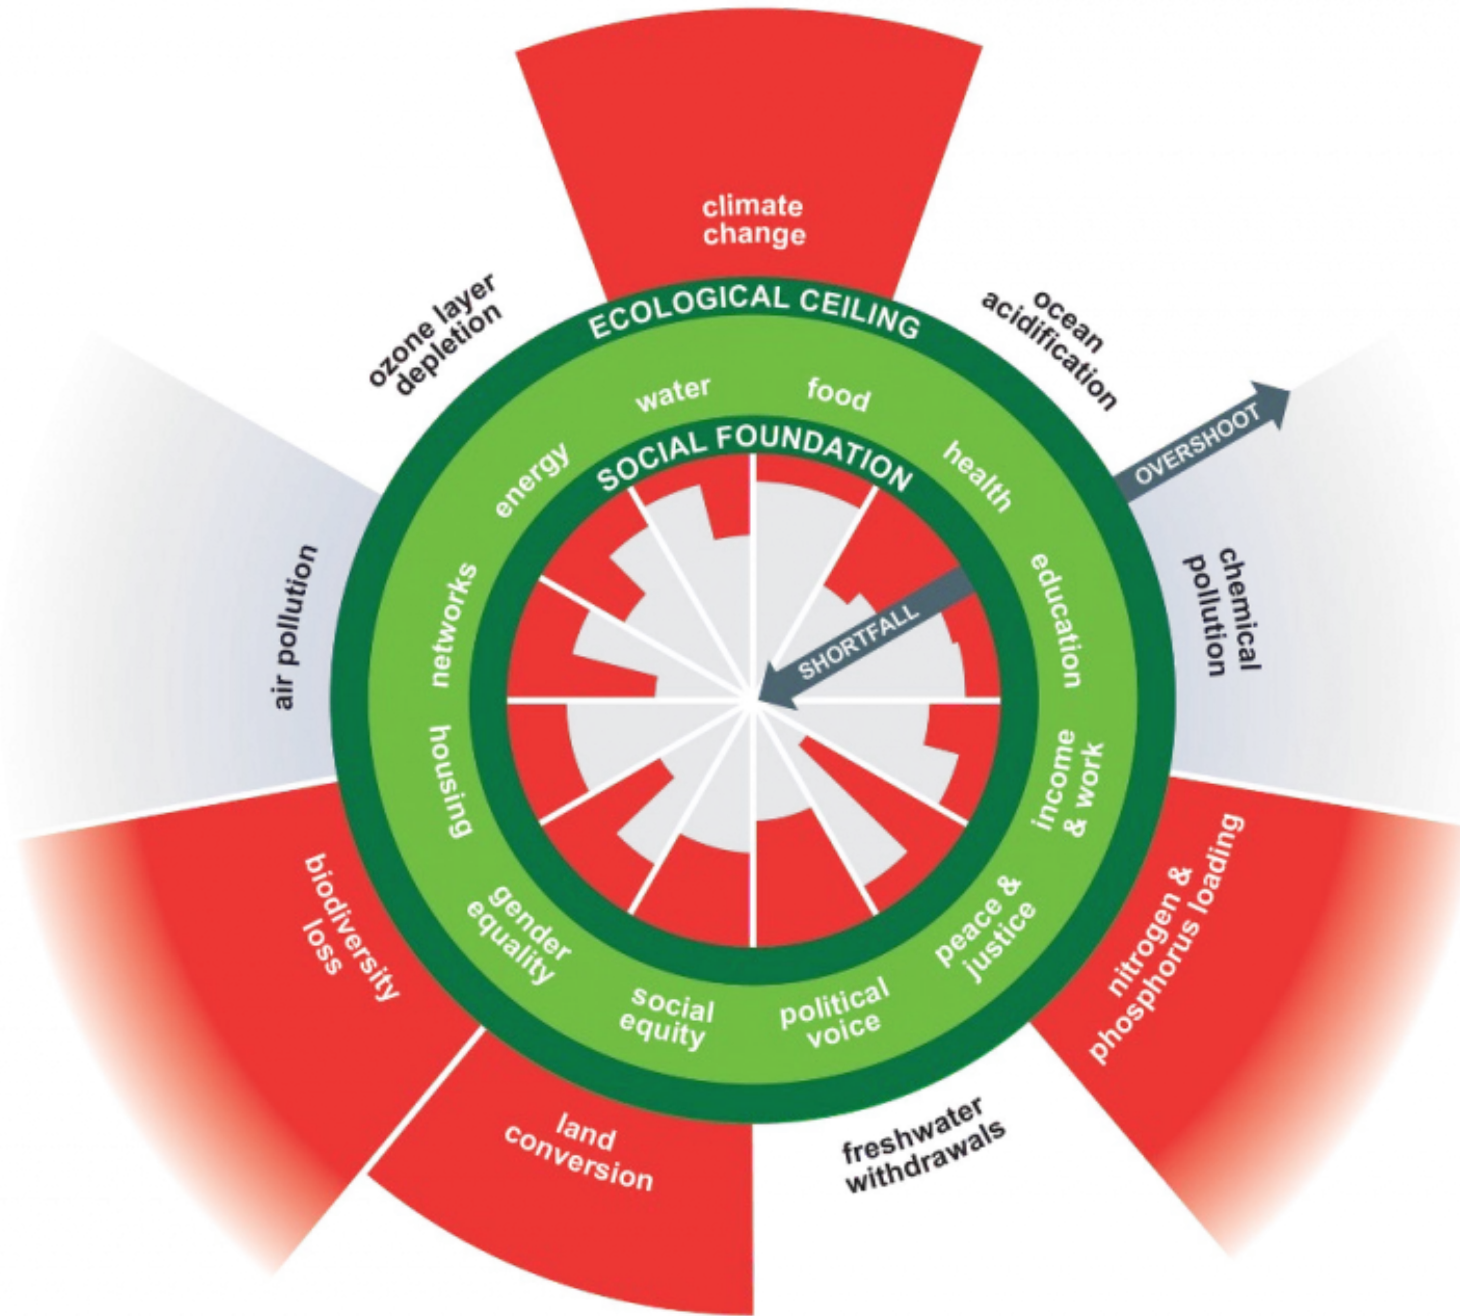 climate
change
ECOLOGICAL CEILING
ocean
acidification
OVERSHOOT
chemical
pollution
nitrogen &
phosphorus loading
freshwater
withdrawals
land
conversion
biodiversity
loss
air pollution
ozone layer
depletion
water
food
health
education
income
& work
peace &
justice
political
voice
social
equity
gender
equality
housing
networks
energy
SOCIAL FOUNDATION
SHORTFALL